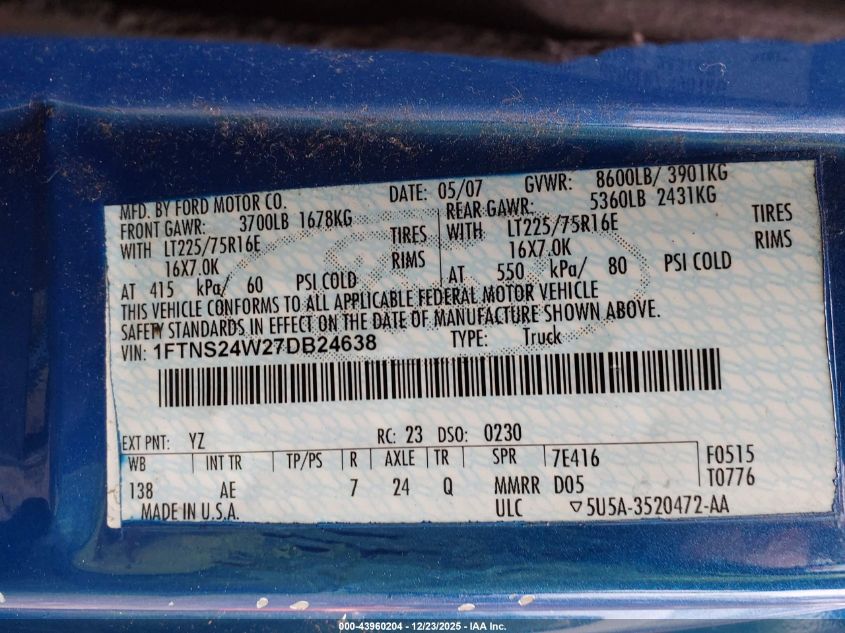 MFD. BY FORD MOTOR CO. DATE: 05/07 GVWR: 8600LB/ 3901KG
FRONT GAWR: 3700LB 1678KG REAR GAWR: 5360LB 2431KG
WITH LT225/75R16E TIRES WITH LT225/75R16E TIRES
16X7.0K RIMS 16X7.0K RIMS
AT 415 kPa/ 60 PSI COLD AT 550 kPa/ 80 PSI COLD
THIS VEHICLE CONFORMS TO ALL APPLICABLE FEDERAL MOTOR VEHICLE
SAFETY STANDARDS IN EFFECT ON THE DATE OF MANUFACTURE SHOWN ABOVE.
VIN: 1FTNS24W27DB24638 TYPE: Truck
EXT PNT: YZ RC: 23 DSO: 0230
WB INT TR TP/PS R AXLE TR SPR 7E416 F0515
138 AE 7 24 Q MMRR D05 T0776
MADE IN U.S.A. ULC ▽5U5A-3520472-AA
000-43960204 - 12/23/2025 - IAA Inc.